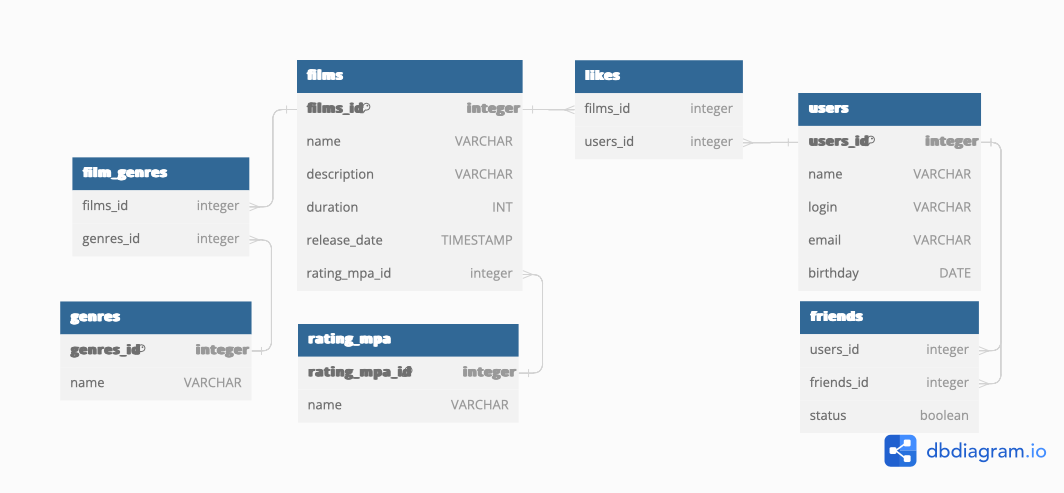 films
films_id integer
name VARCHAR
description VARCHAR
duration INT
release_date TIMESTAMP
rating_mpa_id integer
likes
films_id integer
users_id integer
users
users_id integer
name VARCHAR
login VARCHAR
email VARCHAR
birthday DATE
film_genres
films_id integer
genres_id integer
genres
genres_id integer
name VARCHAR
rating_mpa
rating_mpa_id integer
name VARCHAR
friends
users_id integer
friends_id integer
status boolean
dbdiagram.io